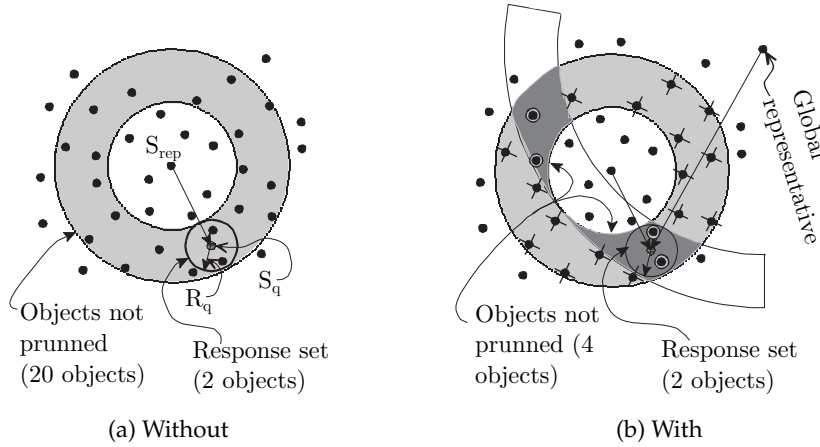 S_rep
R_q
S_q
Objects not
prunned
(20 objects)
Response set
(2 objects)
(a) Without
Global
representative
Objects not
prunned (4
objects)
Response set
(2 objects)
(b) With